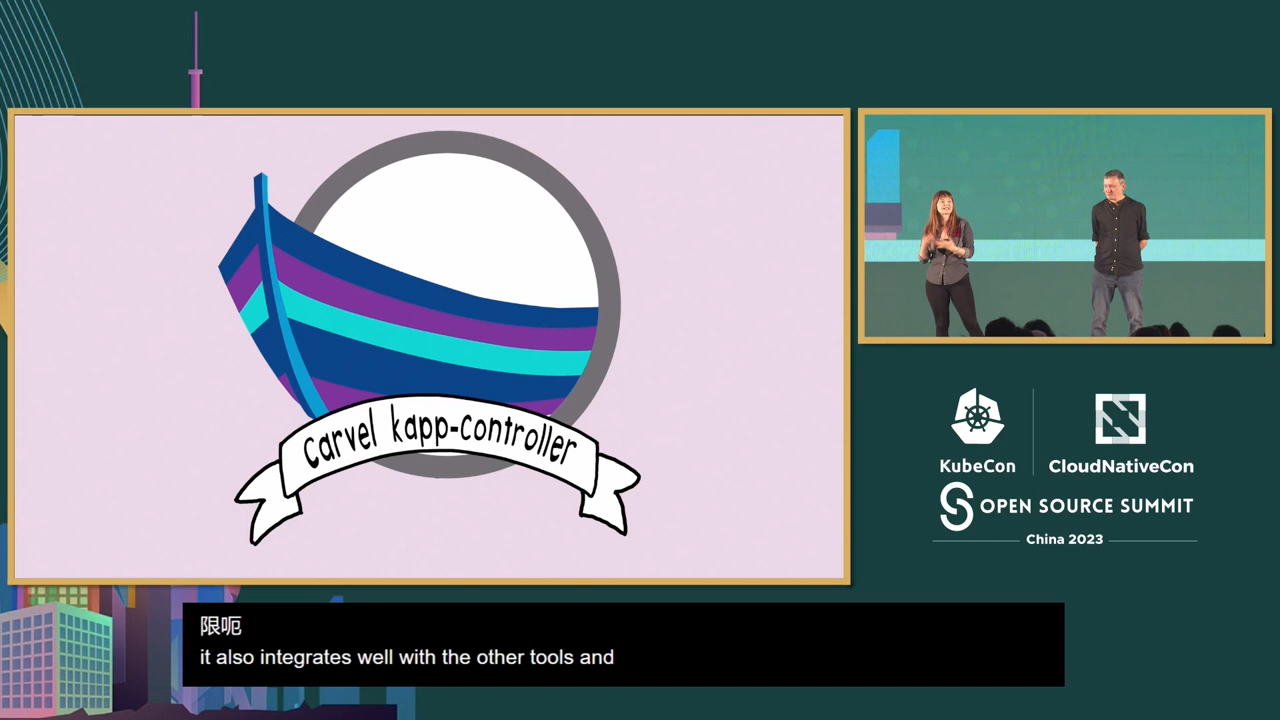 carvel kapp-controller
KubeCon
CloudNativeCon
OPEN SOURCE SUMMIT
China 2023
限呃
it also integrates well with the other tools and